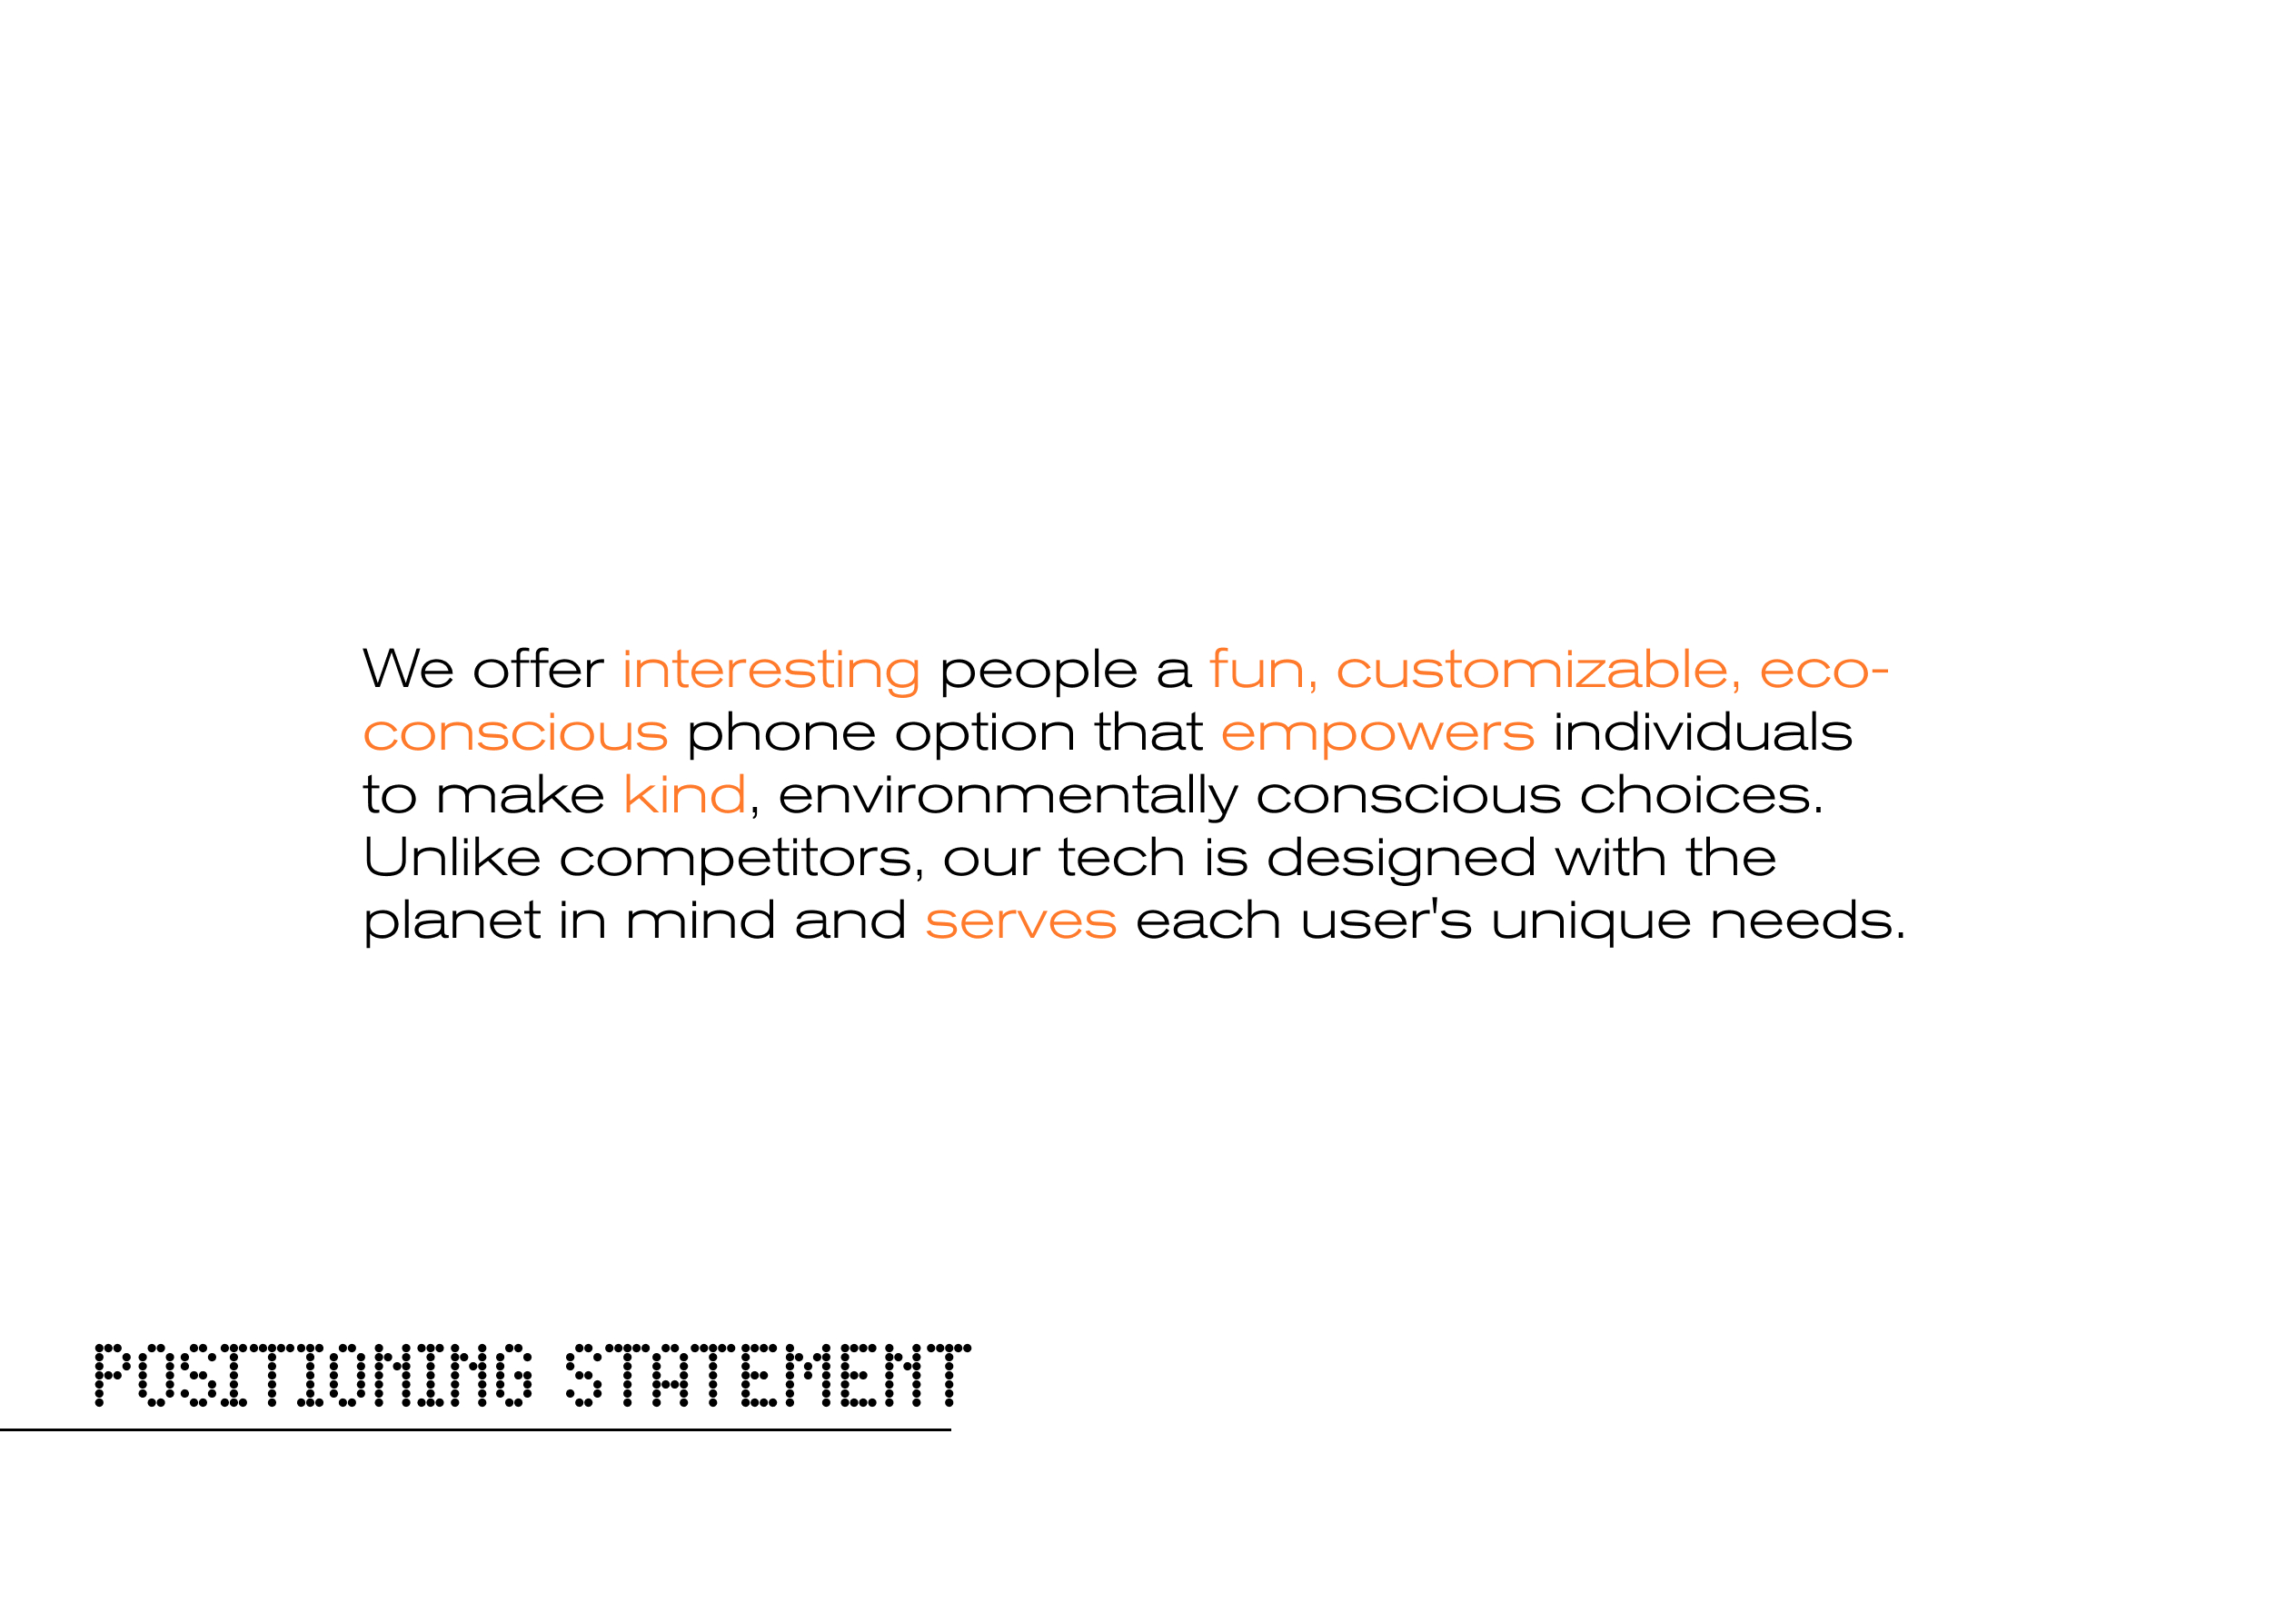 We offer interesting people a fun, customizable, eco-
conscious phone option that empowers individuals
to make kind, environmentally conscious choices.
Unlike competitors, our tech is designed with the
planet in mind and serves each user's unique needs.
POSITIONING STATEMENT